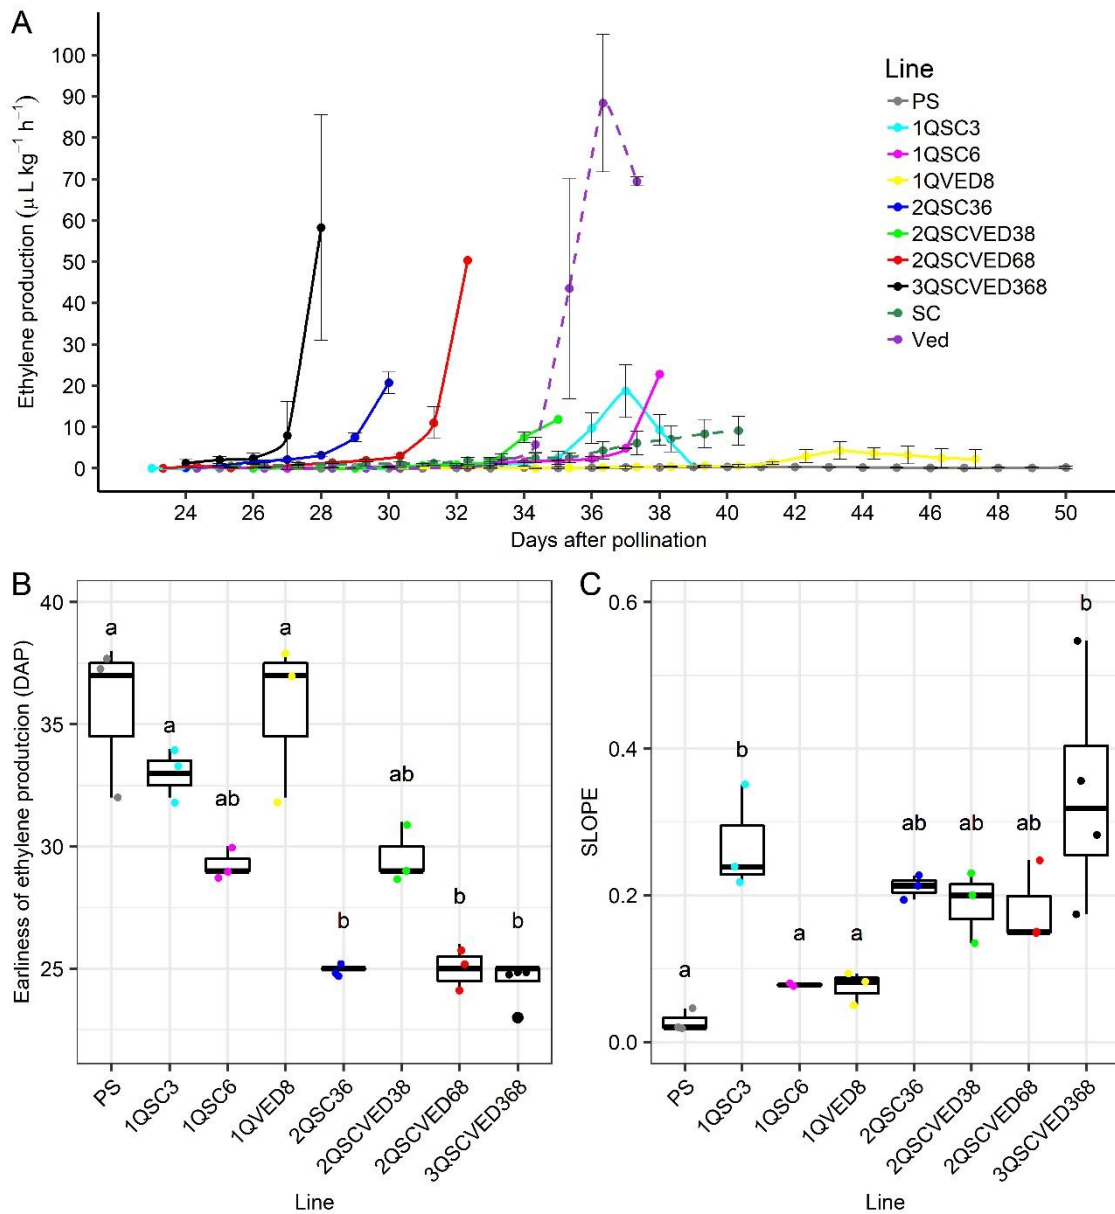 A
Ethylene production (μ L kg⁻¹ h⁻¹)
100
90
80
70
60
50
40
30
20
10
0
24 26 28 30 32 34 36 38 40 42 44 46 48 50
Days after pollination
Line
PS
1QSC3
1QSC6
1QVED8
2QSC36
2QSCVED38
2QSCVED68
3QSCVED368
SC
Ved
B
Earliness of ethylene produtcion (DAP)
40
35
30
25
a
a
ab
a
b
ab
b
b
PS
1QSC3
1QSC6
1QVED8
2QSC36
2QSCVED38
2QSCVED68
3QSCVED368
Line
C
SLOPE
0.6
0.4
0.2
0.0
a
b
a
a
ab
ab
ab
b
PS
1QSC3
1QSC6
1QVED8
2QSC36
2QSCVED38
2QSCVED68
3QSCVED368
Line